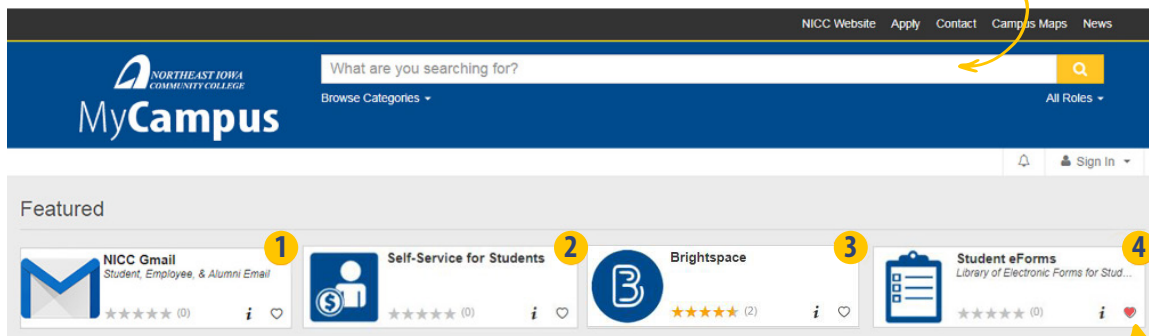 NICC Website Apply Contact Campus Maps News
NORTHEAST IOWA
COMMUNITY COLLEGE
MyCampus
What are you searching for?
Browse Categories
All Roles
Sign In
Featured
1
NICC Gmail
Student, Employee, & Alumni Email
(0)
i
2
Self-Service for Students
(0)
i
3
Brightspace
(2)
i
4
Student eForms
Library of Electronic Forms for Stud...
(0)
i